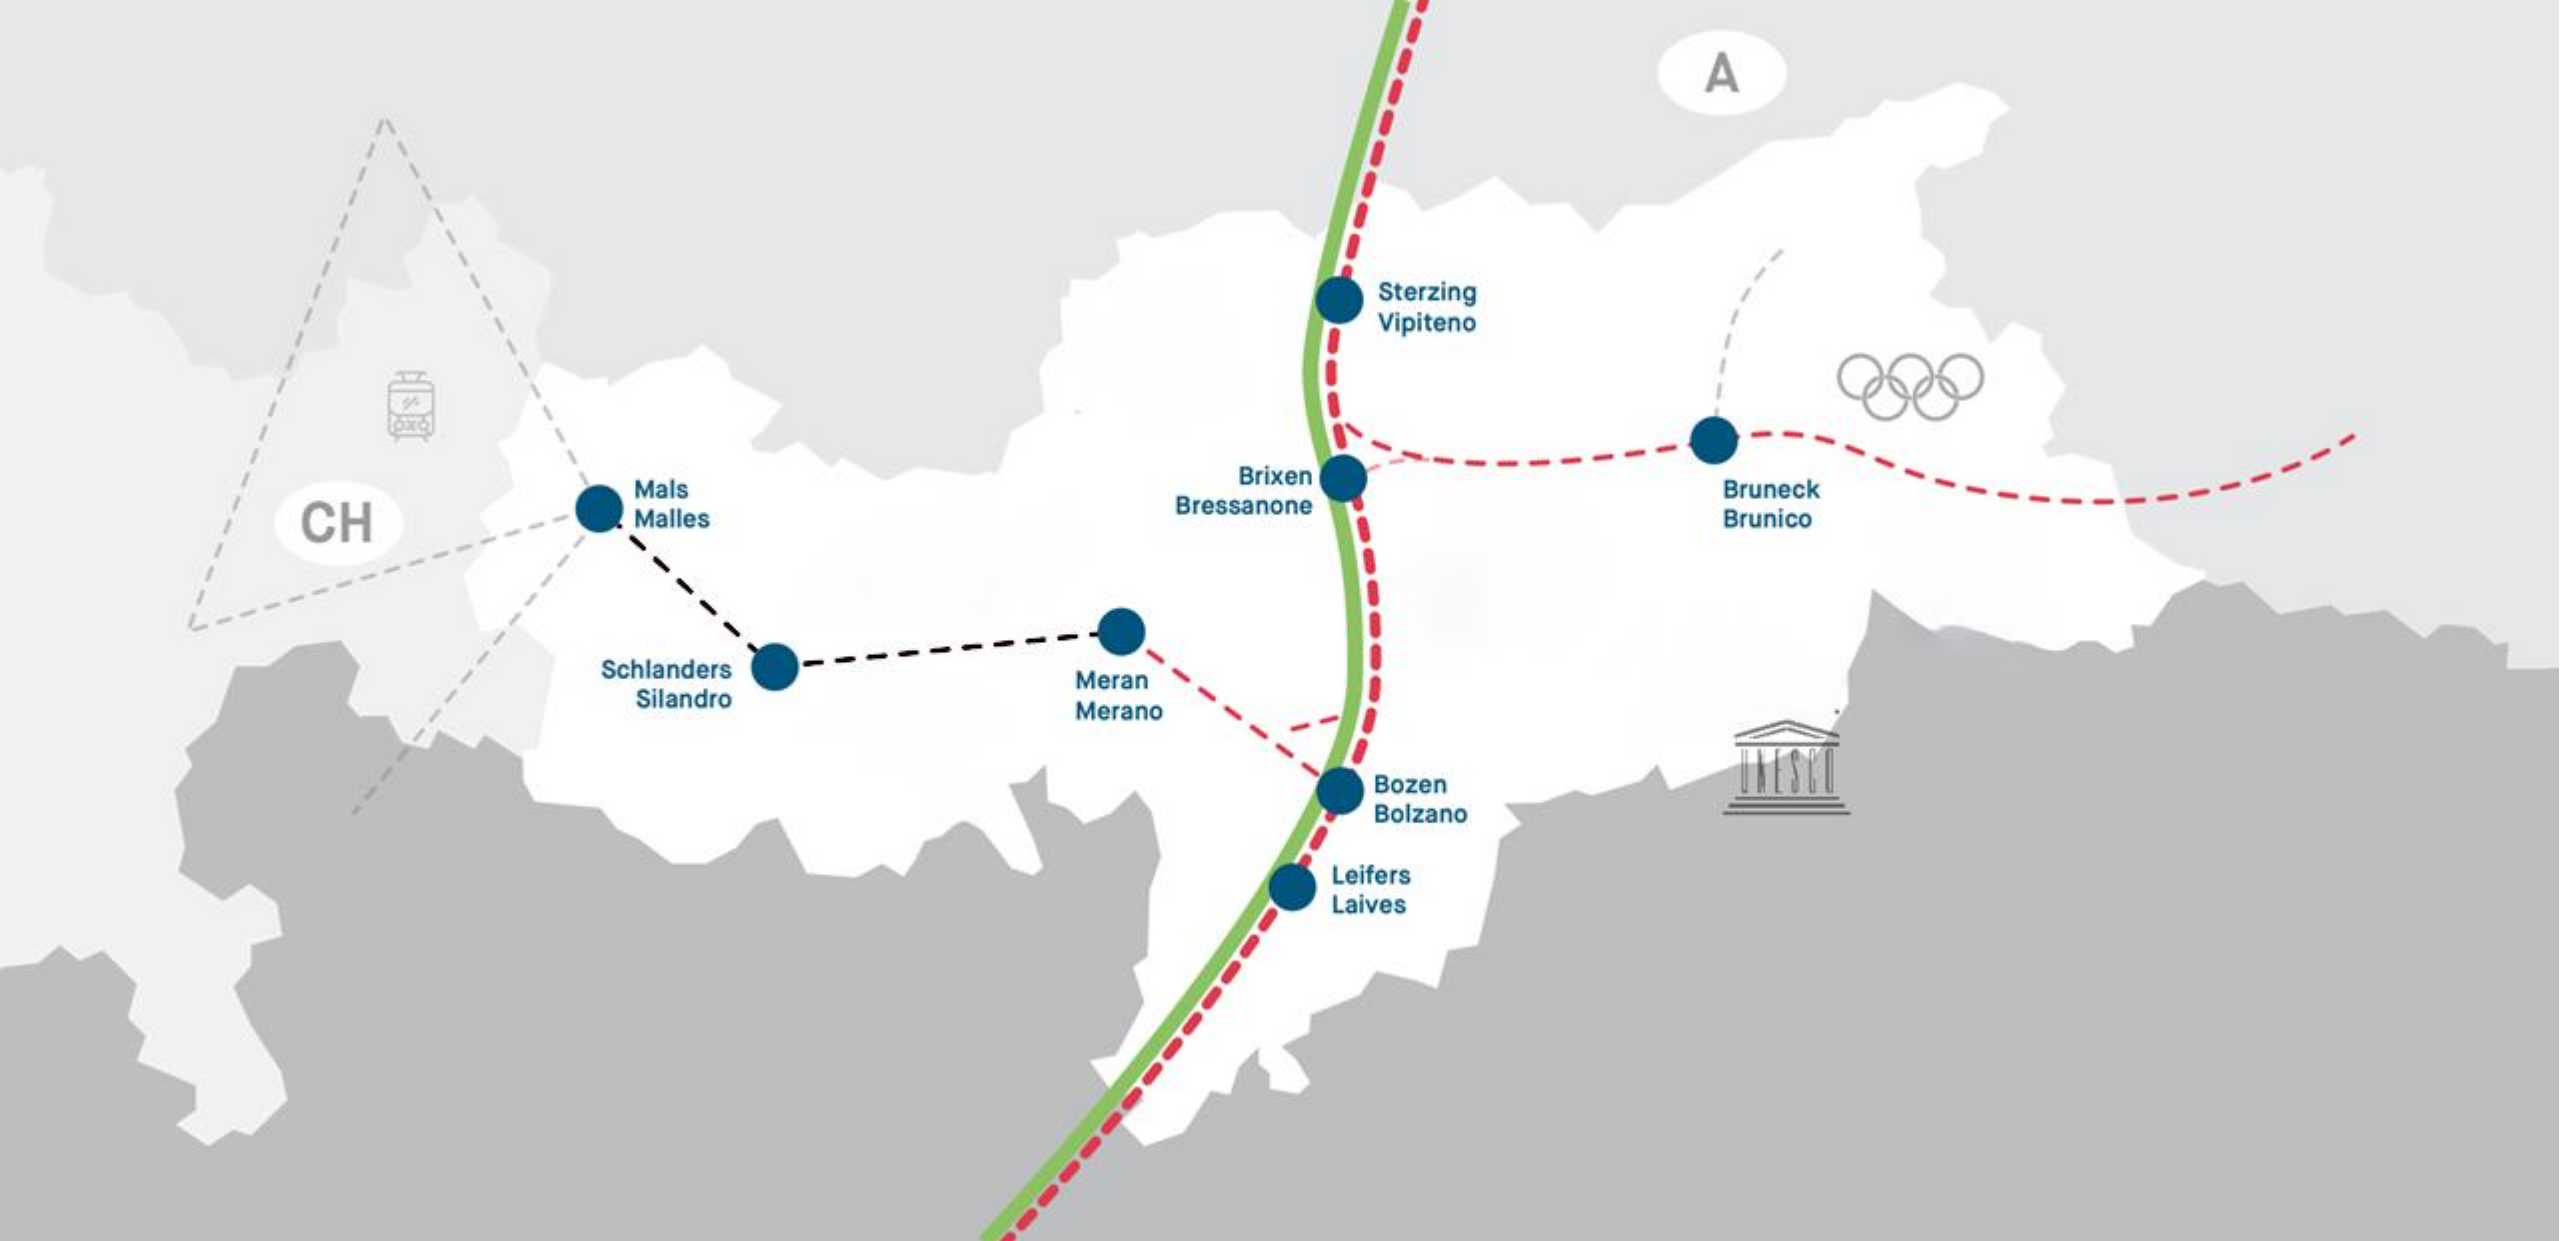 A
Sterzing
Vipiteno
Brixen
Bressanone
Bruneck
Brunico
Mals
Malles
CH
Schlanders
Silandro
Meran
Merano
UNESCO
Bozen
Bolzano
Leifers
Laives